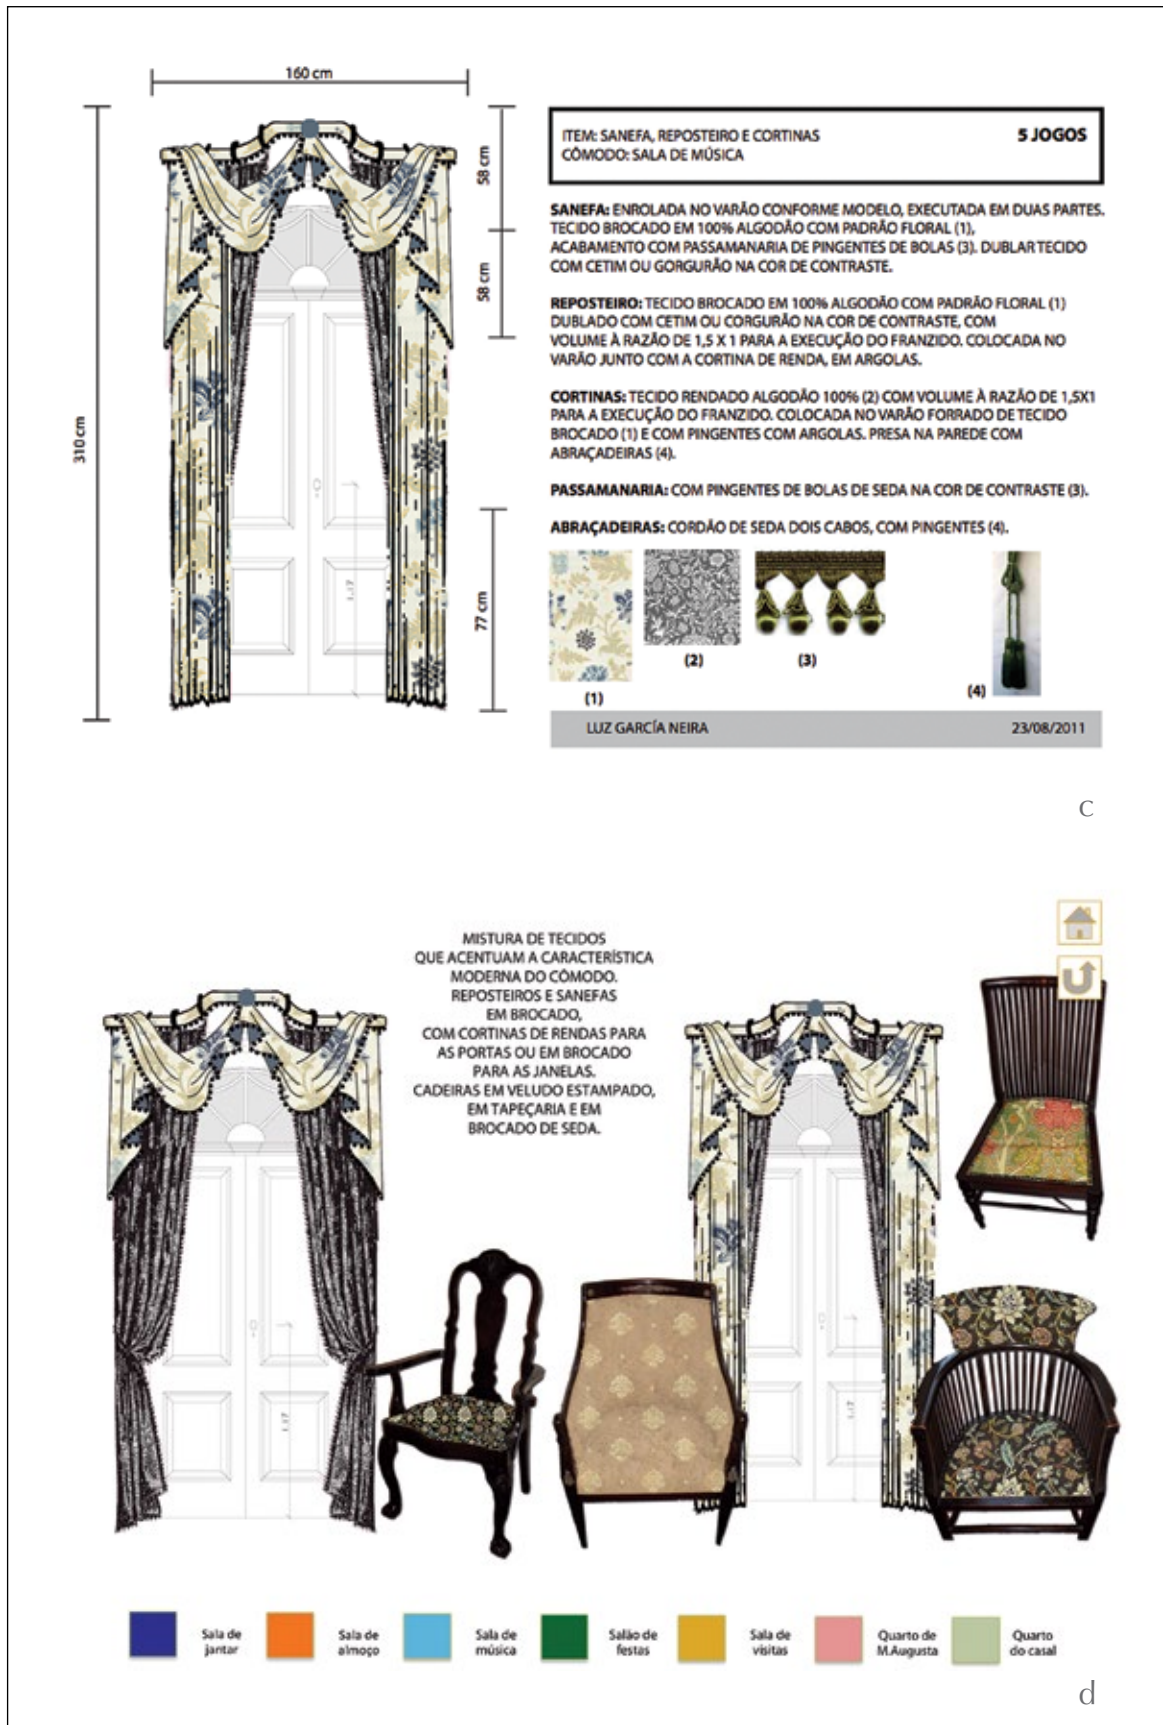 160 cm
58 cm
58 cm
310 cm
77 cm
1.17
ITEM: SANEFA, REPOSTEIRO E CORTINAS 5 JOGOS
CÔMODO: SALA DE MÚSICA
SANEFA: ENROLADA NO VARÃO CONFORME MODELO, EXECUTADA EM DUAS PARTES.
TECIDO BROCADO EM 100% ALGODÃO COM PADRÃO FLORAL (1),
ACABAMENTO COM PASSAMANARIA DE PINGENTES DE BOLAS (3). DUBLAR TECIDO
COM CETIM OU GORGURÃO NA COR DE CONTRASTE.
REPOSTEIRO: TECIDO BROCADO EM 100% ALGODÃO COM PADRÃO FLORAL (1)
DUBLADO COM CETIM OU CORGURÃO NA COR DE CONTRASTE, COM
VOLUME À RAZÃO DE 1,5 X 1 PARA A EXECUÇÃO DO FRANZIDO. COLOCADA NO
VARÃO JUNTO COM A CORTINA DE RENDA, EM ARGOLAS.
CORTINAS: TECIDO RENDADO ALGODÃO 100% (2) COM VOLUME À RAZÃO DE 1,5X1
PARA A EXECUÇÃO DO FRANZIDO. COLOCADA NO VARÃO FORRADO DE TECIDO
BROCADO (1) E COM PINGENTES COM ARGOLAS. PRESA NA PAREDE COM
ABRAÇADEIRAS (4).
PASSAMANARIA: COM PINGENTES DE BOLAS DE SEDA NA COR DE CONTRASTE (3).
ABRAÇADEIRAS: CORDÃO DE SEDA DOIS CABOS, COM PINGENTES (4).
(1)
(2)
(3)
(4)
LUZ GARCÍA NEIRA 23/08/2011
c
MISTURA DE TECIDOS
QUE ACENTUAM A CARACTERÍSTICA
MODERNA DO CÔMODO.
REPOSTEIROS E SANEFAS
EM BROCADO,
COM CORTINAS DE RENDAS PARA
AS PORTAS OU EM BROCADO
PARA AS JANELAS.
CADEIRAS EM VELUDO ESTAMPADO,
EM TAPEÇARIA E EM
BROCADO DE SEDA.
1.17
1.17
Sala de
jantar
Sala de
almoço
Sala de
música
Salão de
festas
Sala de
visitas
Quarto de
M.Augusta
Quarto
do casal
d